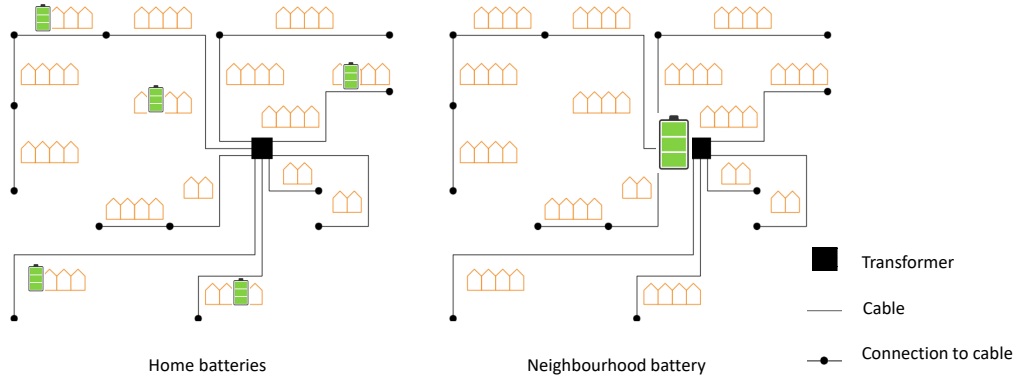 Transformer
Cable
Connection to cable
Home batteries
Neighbourhood battery